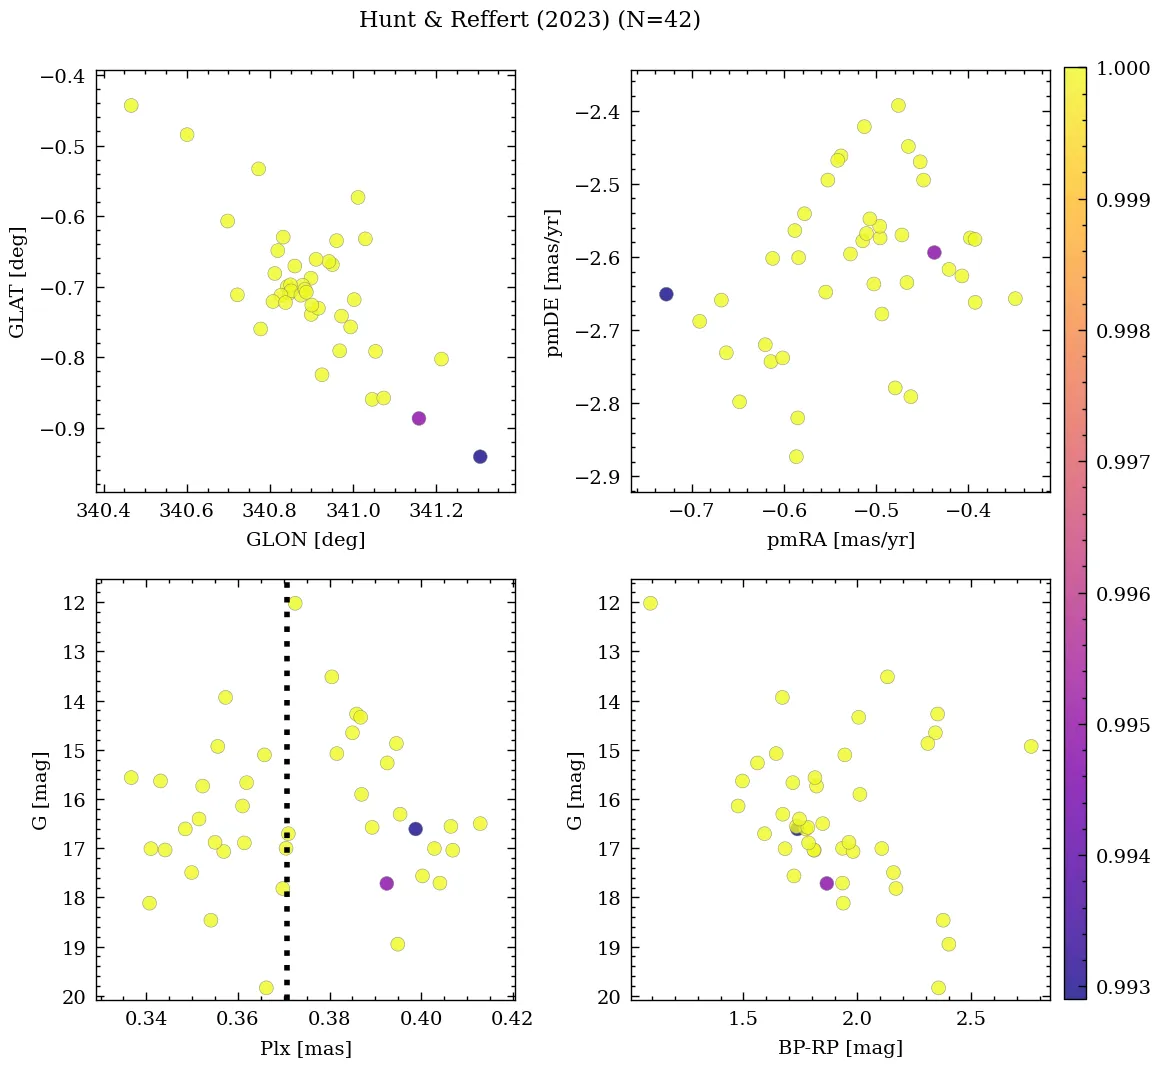 Hunt & Reffert (2023) (N=42)
−0.4
−0.5
−0.6
−0.7
−0.8
−0.9
GLAT [deg]
340.4 340.6 340.8 341.0 341.2
GLON [deg]
−2.4
−2.5
−2.6
−2.7
−2.8
−2.9
pmDE [mas/yr]
−0.7 −0.6 −0.5 −0.4
pmRA [mas/yr]
12
13
14
15
16
17
18
19
20
G [mag]
0.34 0.36 0.38 0.40 0.42
Plx [mas]
12
13
14
15
16
17
18
19
20
G [mag]
1.5 2.0 2.5
BP-RP [mag]
1.000
0.999
0.998
0.997
0.996
0.995
0.994
0.993